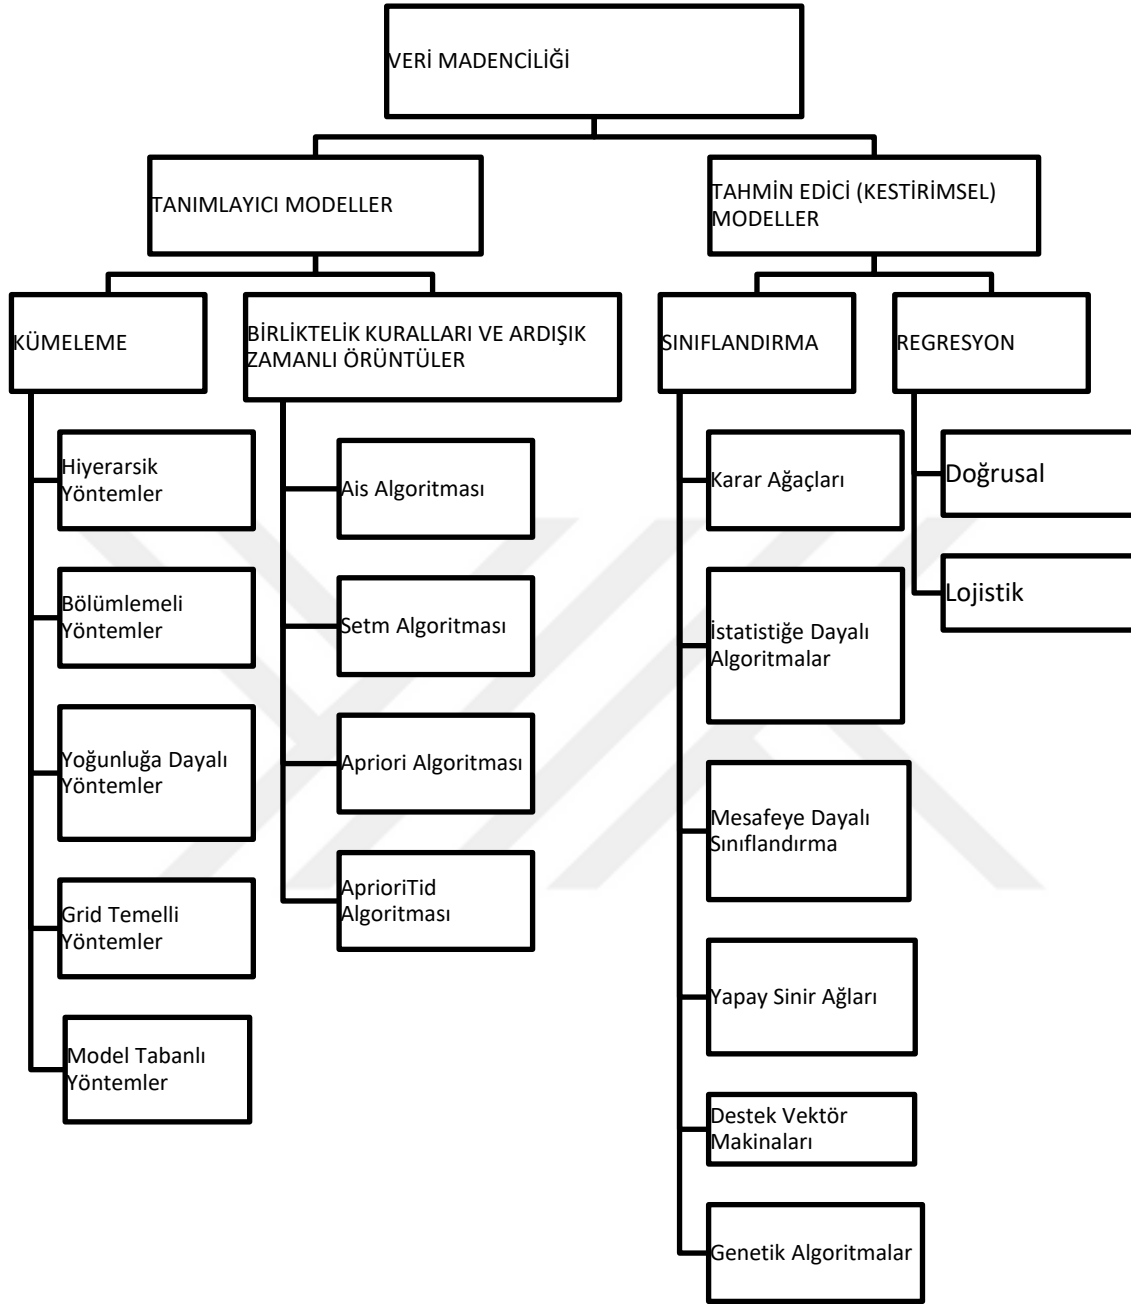 VERİ MADENCİLİĞİ
TANIMLAYICI MODELLER
TAHMİN EDİCİ (KESTİRİMSEL)
MODELLER
KÜMELEME
BİRLİKTELİK KURALLARI VE ARDIŞIK
ZAMANLI ÖRÜNTÜLER
SINIFLANDIRMA
REGRESYON
Hiyerarsik
Yöntemler
Bölümlemeli
Yöntemler
Yoğunluğa Dayalı
Yöntemler
Grid Temelli
Yöntemler
Model Tabanlı
Yöntemler
Ais Algoritması
Setm Algoritması
Apriori Algoritması
AprioriTid
Algoritması
Karar Ağaçları
İstatistiğe Dayalı
Algoritmalar
Mesafeye Dayalı
Sınıflandırma
Yapay Sinir Ağları
Destek Vektör
Makinaları
Genetik Algoritmalar
Doğrusal
Lojistik